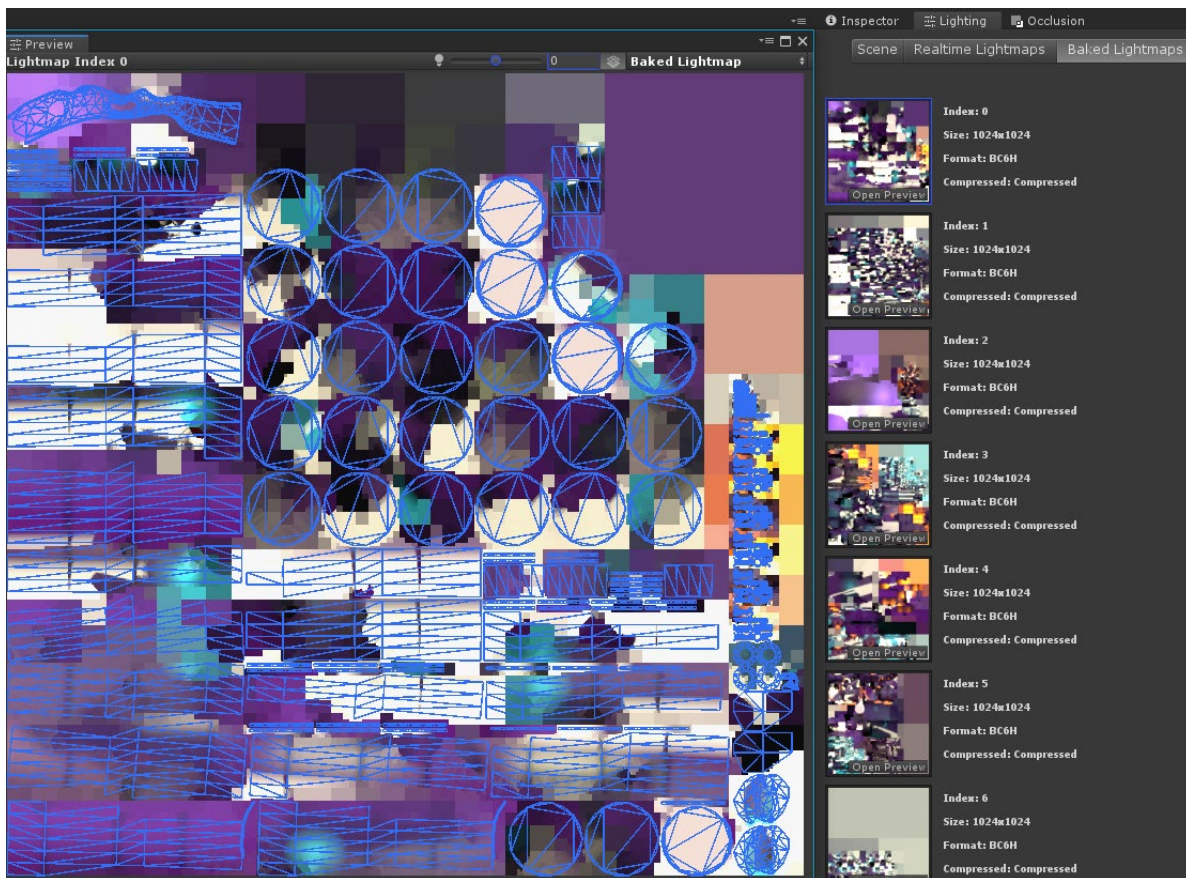 Inspector Lighting Occlusion
Preview
Lightmap Index 0 0 Baked Lightmap
Scene Realtime Lightmaps Baked Lightmaps
Index: 0
Size: 1024x1024
Format: BC6H
Compressed: Compressed
Open Preview
Index: 1
Size: 1024x1024
Format: BC6H
Compressed: Compressed
Open Preview
Index: 2
Size: 1024x1024
Format: BC6H
Compressed: Compressed
Open Preview
Index: 3
Size: 1024x1024
Format: BC6H
Compressed: Compressed
Open Preview
Index: 4
Size: 1024x1024
Format: BC6H
Compressed: Compressed
Open Preview
Index: 5
Size: 1024x1024
Format: BC6H
Compressed: Compressed
Open Preview
Index: 6
Size: 1024x1024
Format: BC6H
Compressed: Compressed